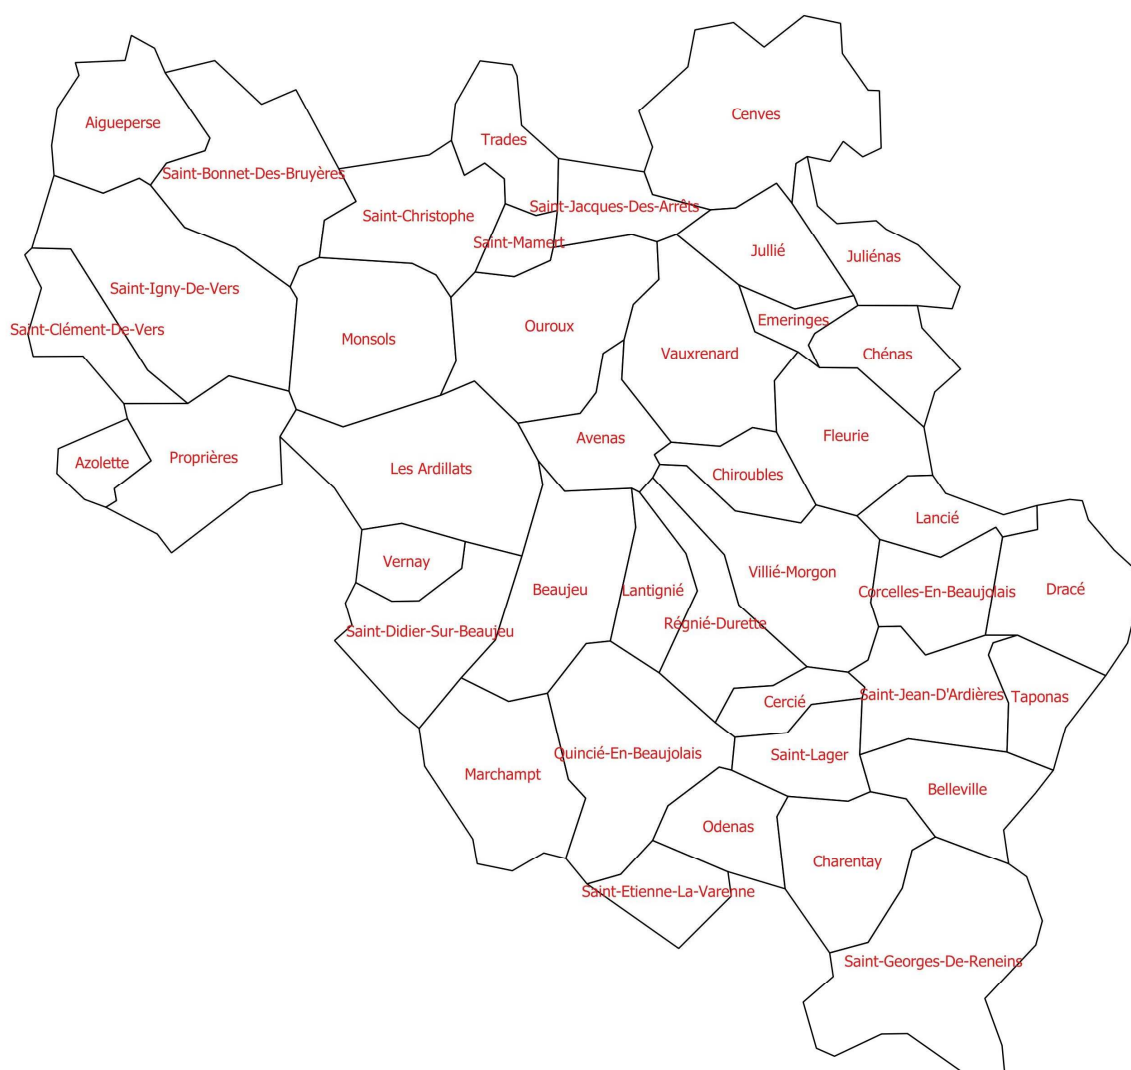 Cenves
Aigueperse
Trades
Saint-Bonnet-Des-Bruyères
Saint-Jacques-Des-Arrêts
Saint-Christophe
Saint-Mamert
Jullié
Juliénas
Saint-Igny-De-Vers
Emeringes
Ouroux
Saint-Clément-De-Vers
Monsols
Vauxrenard
Chénas
Fleurie
Avenas
Proprières
Azolette
Les Ardillats
Chiroubles
Lancié
Vernay
Villié-Morgon
Beaujeu
Lantignié
Corcelles-En-Beaujolais
Dracé
Régnié-Durette
Saint-Didier-Sur-Beaujeu
Saint-Jean-D'Ardières
Taponas
Cercié
Quincié-En-Beaujolais
Saint-Lager
Marchampt
Belleville
Odenas
Charentay
Saint-Etienne-La-Varenne
Saint-Georges-De-Reneins